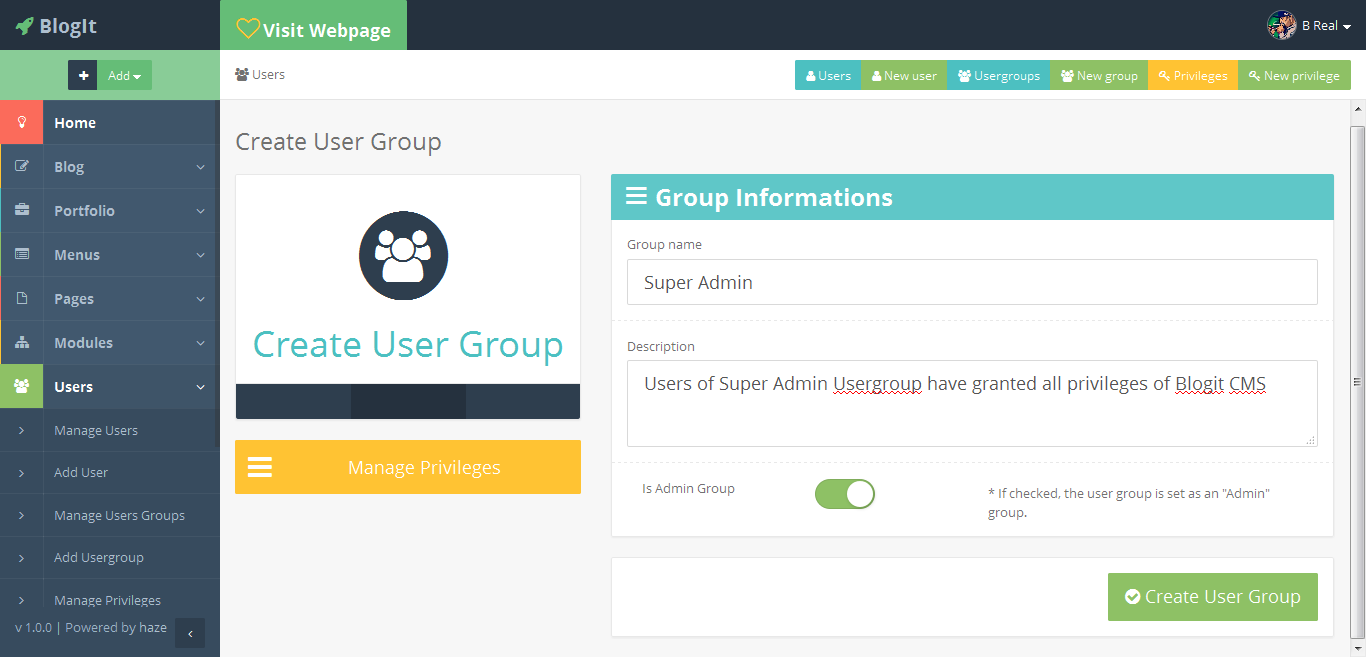 BlogIt
Visit Webpage
B Real
Add
Users
Users
New user
Usergroups
New group
Privileges
New privilege
Home
Blog
Portfolio
Menus
Pages
Modules
Users
Manage Users
Add User
Manage Users Groups
Add Usergroup
Manage Privileges
v 1.0.0 | Powered by haze
Create User Group
Create User Group
Manage Privileges
Group Informations
Group name
Super Admin
Description
Users of Super Admin Usergroup have granted all privileges of Blogit CMS
Is Admin Group
* If checked, the user group is set as an "Admin"
group.
Create User Group